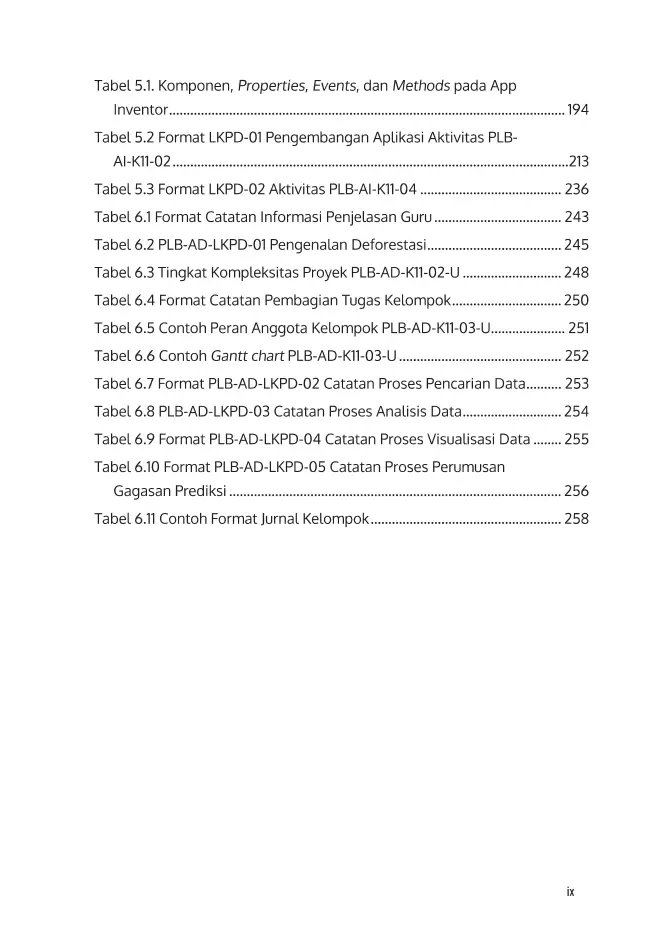 Tabel 5.1. Komponen, Properties, Events, dan Methods pada App
Inventor................................................................................................................ 194
Tabel 5.2 Format LKPD-01 Pengembangan Aplikasi Aktivitas PLB-
AI-K11-02................................................................................................................213
Tabel 5.3 Format LKPD-02 Aktivitas PLB-AI-K11-04 ........................................ 236
Tabel 6.1 Format Catatan Informasi Penjelasan Guru .................................... 243
Tabel 6.2 PLB-AD-LKPD-01 Pengenalan Deforestasi...................................... 245
Tabel 6.3 Tingkat Kompleksitas Proyek PLB-AD-K11-02-U ............................ 248
Tabel 6.4 Format Catatan Pembagian Tugas Kelompok............................... 250
Tabel 6.5 Contoh Peran Anggota Kelompok PLB-AD-K11-03-U..................... 251
Tabel 6.6 Contoh Gantt chart PLB-AD-K11-03-U .............................................. 252
Tabel 6.7 Format PLB-AD-LKPD-02 Catatan Proses Pencarian Data.......... 253
Tabel 6.8 PLB-AD-LKPD-03 Catatan Proses Analisis Data............................ 254
Tabel 6.9 Format PLB-AD-LKPD-04 Catatan Proses Visualisasi Data ........ 255
Tabel 6.10 Format PLB-AD-LKPD-05 Catatan Proses Perumusan
Gagasan Prediksi .............................................................................................. 256
Tabel 6.11 Contoh Format Jurnal Kelompok...................................................... 258
ix